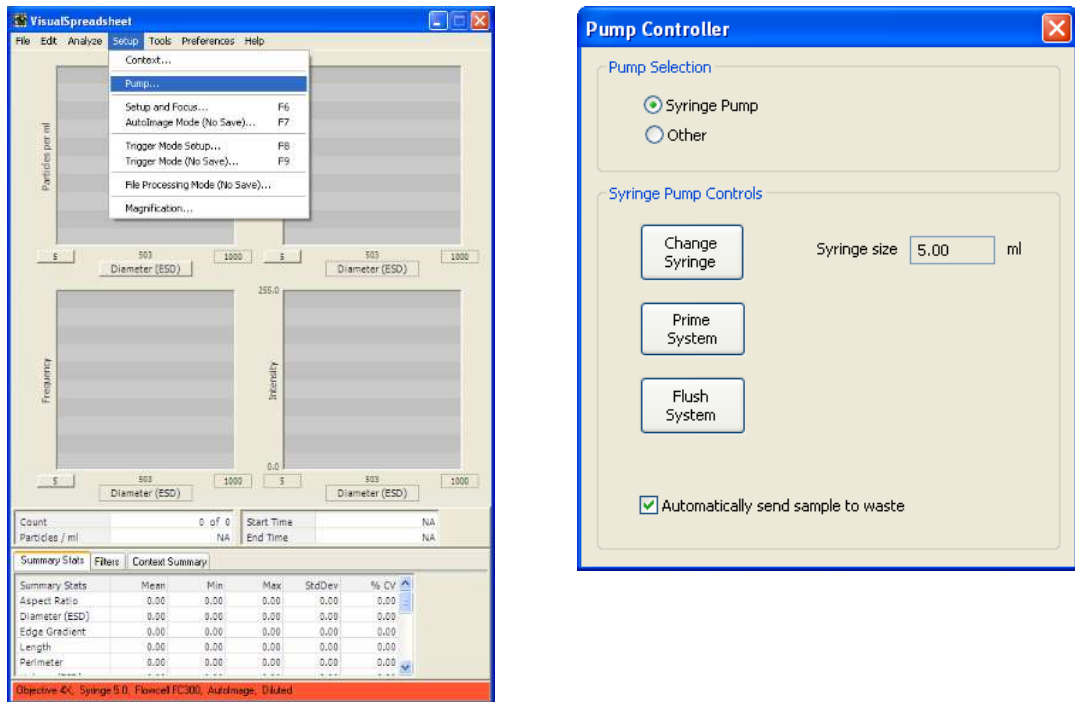 VisualSpreadsheet
File Edit Analyze Setup Tools Preferences Help
Context...
Pump...
Setup and Focus... F6
AutoImage Mode (No Save)... F7
Trigger Mode Setup... F8
Trigger Mode (No Save)... F9
File Processing Mode (No Save)...
Magnification...
Particles per ml
5 503 1000 5 503 1000
Diameter (ESD) Diameter (ESD)
255.0
Frequency
Intensity
0.0
5 503 1000 5 503 1000
Diameter (ESD) Diameter (ESD)
Count 0 of 0 Start Time NA
Particles / ml NA End Time NA
Summary Stats Filters Context Summary
Summary Stats Mean Min Max StdDev % CV
Aspect Ratio 0.00 0.00 0.00 0.00 0.00
Diameter (ESD) 0.00 0.00 0.00 0.00 0.00
Edge Gradient 0.00 0.00 0.00 0.00 0.00
Length 0.00 0.00 0.00 0.00 0.00
Perimeter 0.00 0.00 0.00 0.00 0.00
Objective 4X, Syringe 5.0, Flowcell FC300, AutoImage, Diluted
Pump Controller
Pump Selection
Syringe Pump
Other
Syringe Pump Controls
Change
Syringe
Syringe size 5.00 ml
Prime
System
Flush
System
Automatically send sample to waste